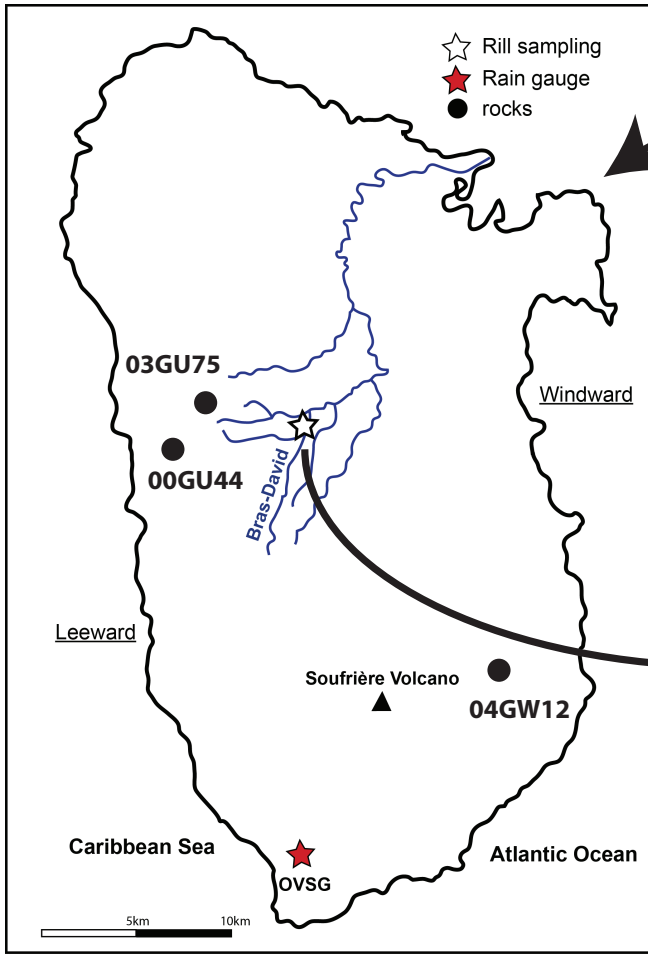 Rill sampling
Rain gauge
rocks
03GU75
Windward
00GU44
Bras-David
Leeward
Soufrière Volcano
04GW12
Caribbean Sea
Atlantic Ocean
OVSG
5km 10km